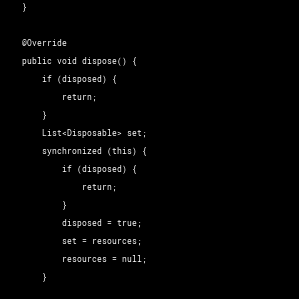 }
@Override
public void dispose() {
if (disposed) {
return;
}
List<Disposable> set;
synchronized (this) {
if (disposed) {
return;
}
disposed = true;
set = resources;
resources = null;
}